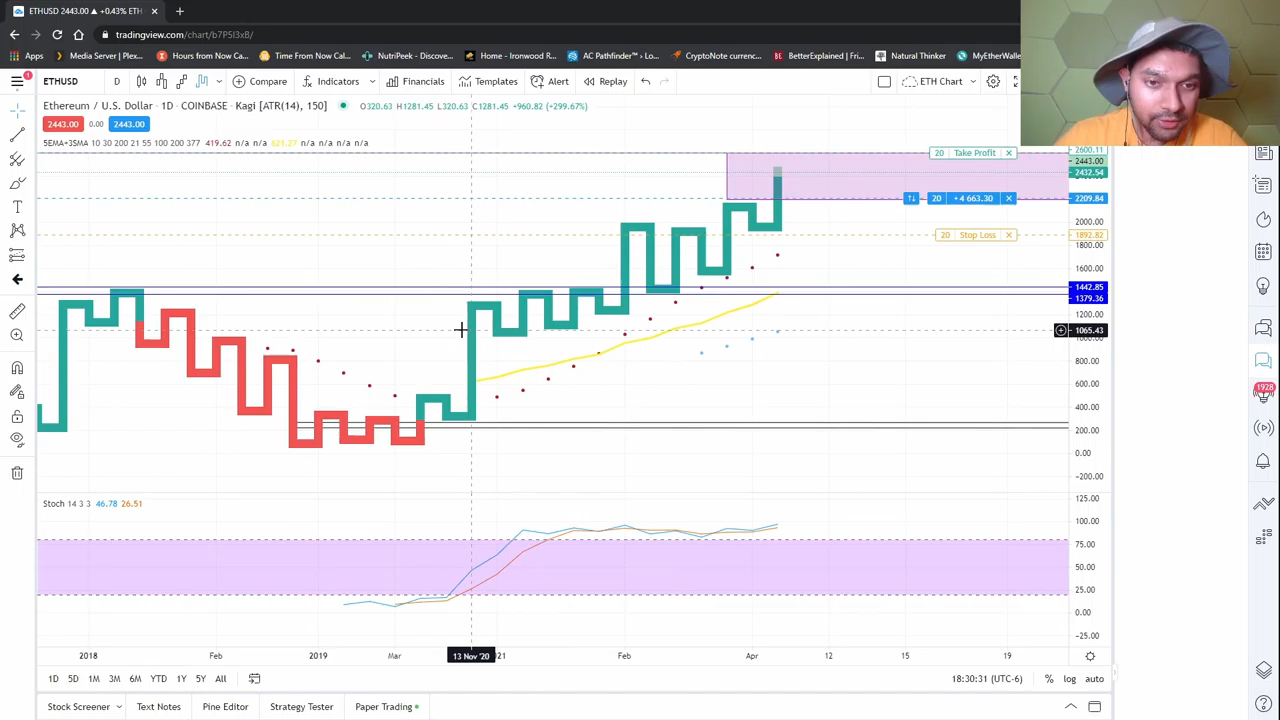 ETHUSD 2443.00 ▲ +0.43% ETH
tradingview.com/chart/b7P5I3xB/
Apps
Media Server | Plex...
Hours from Now Cal...
Time From Now Cal...
NutriPeek - Discove...
Home - Ironwood R...
AC Pathfinder™ › Lo...
CryptoNote currenc...
BetterExplained | Fri...
Natural Thinker
MyEtherWall
1
ETHUSD D Compare Indicators Financials Templates Alert Replay ETH Chart
Ethereum / U.S. Dollar · 1D · COINBASE · Kagi [ATR(14), 150] O320.63 H1281.45 L320.63 C1281.45 +960.82 (+299.67%)
2443.00 0.00 2443.00
5EMA+3SMA 10 30 200 21 55 100 200 377 419.62 n/a n/a 621.27 n/a n/a n/a n/a
20 Take Profit ×
2600.11
2443.00
2432.54
20 +4 663.30 ×
2209.84
2000.00
20 Stop Loss ×
1892.82
1800.00
1600.00
1442.85
1379.36
1200.00
1065.43
1000.00
800.00
600.00
400.00
200.00
0.00
-200.00
1928
Stoch 14 3 3 46.78 26.51
125.00
100.00
75.00
50.00
25.00
0.00
-25.00
2018 Feb 2019 Mar 13 Nov '20 Feb Apr 12 15 19
1D 5D 1M 3M 6M YTD 1Y 5Y All
18:30:31 (UTC-6) % log auto
Stock Screener Text Notes Pine Editor Strategy Tester Paper Trading